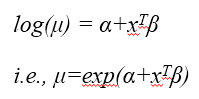 log(μ) = α+xᵀβ
i.e., μ=exp(α+xᵀβ)